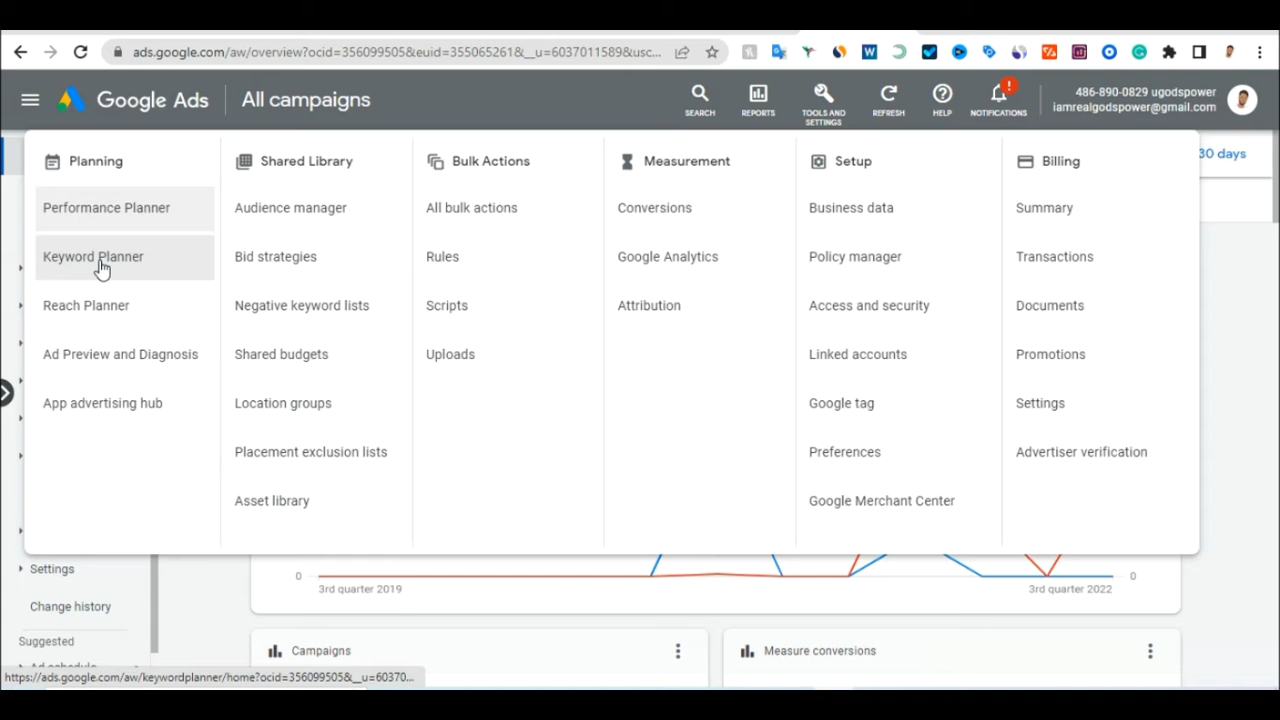 ads.google.com/aw/overview?ocid=356099505&euid=355065261&__u=6037011589&usc...
Google Ads
All campaigns
SEARCH
REPORTS
TOOLS AND
SETTINGS
REFRESH
HELP
!
NOTIFICATIONS
486-890-0829 ugodspower
iamrealgodspower@gmail.com
30 days
Planning
Performance Planner
Keyword Planner
Reach Planner
Ad Preview and Diagnosis
App advertising hub
Shared Library
Audience manager
Bid strategies
Negative keyword lists
Shared budgets
Location groups
Placement exclusion lists
Asset library
Bulk Actions
All bulk actions
Rules
Scripts
Uploads
Measurement
Conversions
Google Analytics
Attribution
Setup
Business data
Policy manager
Access and security
Linked accounts
Google tag
Preferences
Google Merchant Center
Billing
Summary
Transactions
Documents
Promotions
Settings
Advertiser verification
Settings
Change history
Suggested
Ad schedule
0
0
3rd quarter 2019
3rd quarter 2022
Campaigns
Measure conversions
https://ads.google.com/aw/keywordplanner/home?ocid=356099505&__u=60370...